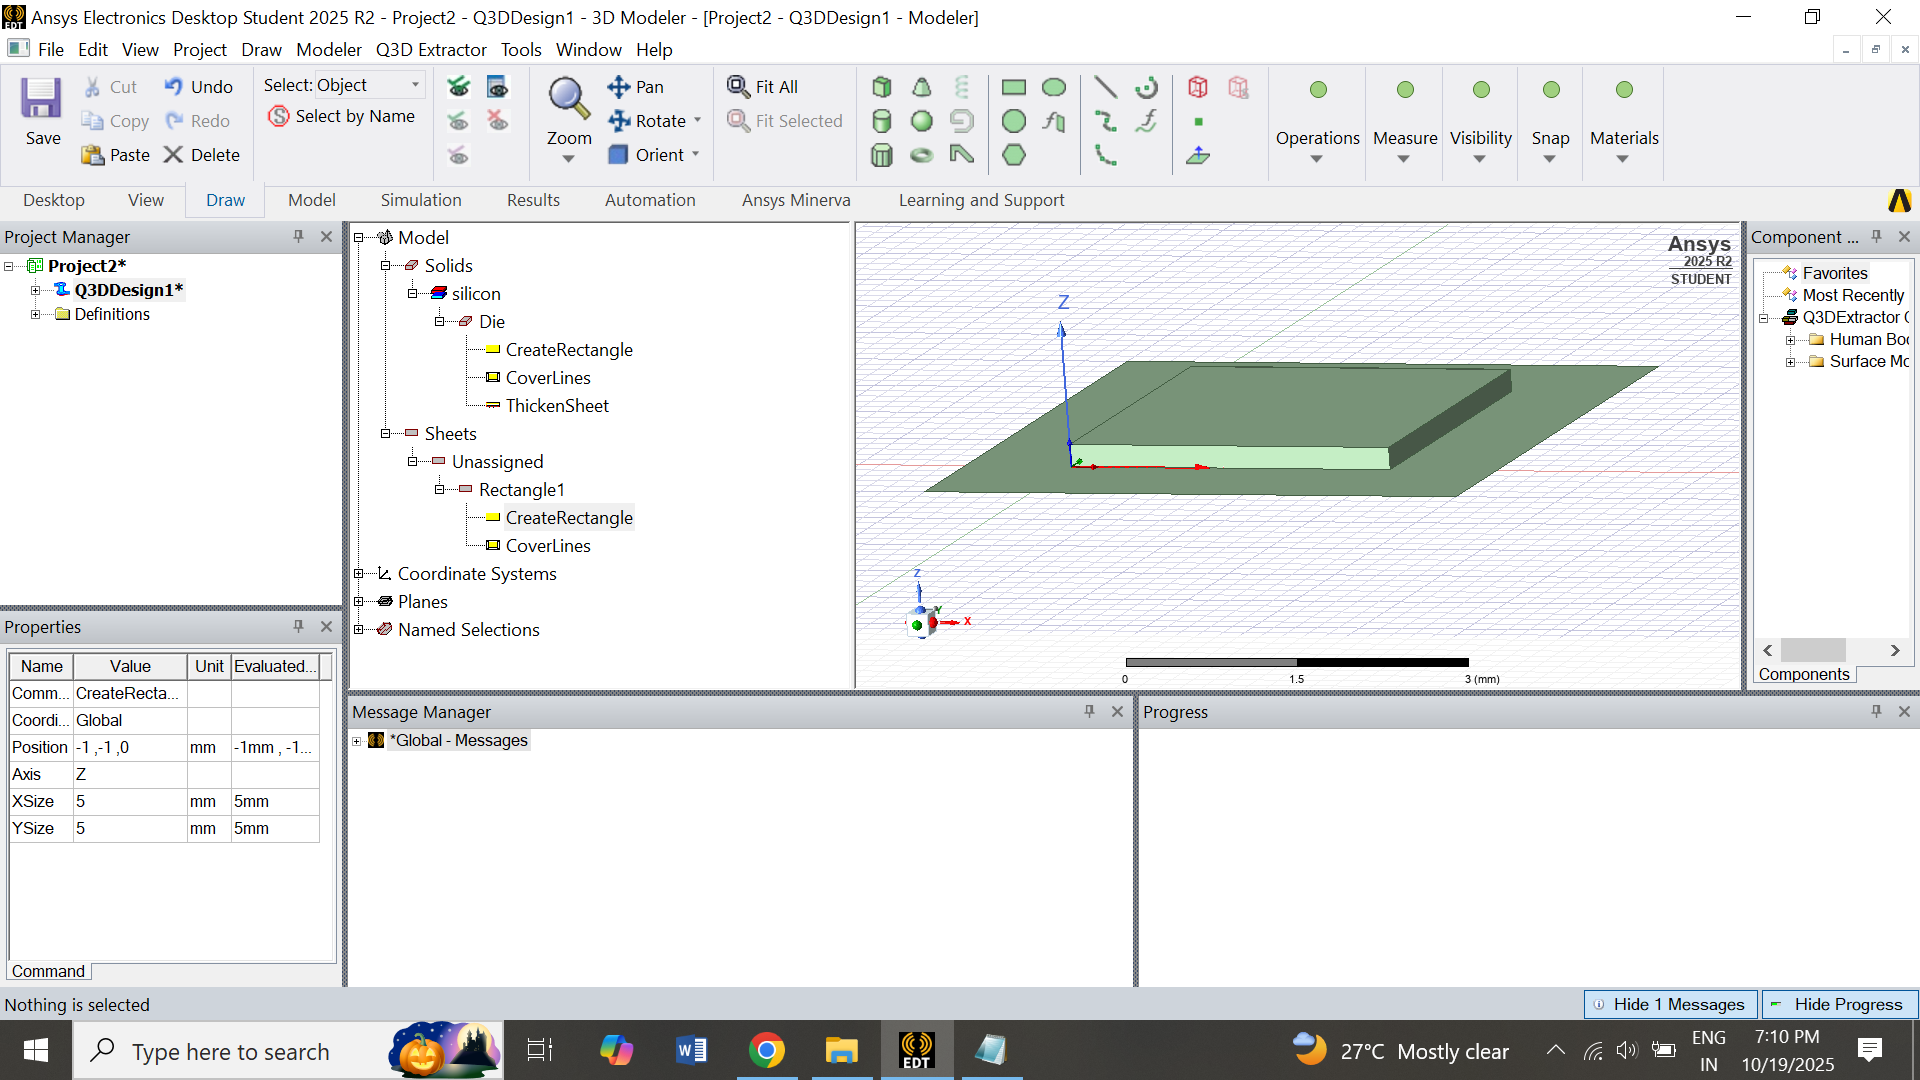 Ansys Electronics Desktop Student 2025 R2 - Project2 - Q3DDesign1 - 3D Modeler - [Project2 - Q3DDesign1 - Modeler]
File Edit View Project Draw Modeler Q3D Extractor Tools Window Help
Save
Cut
Copy
Paste
Undo
Redo
Delete
Select: Object
Select by Name
Zoom
Pan
Rotate
Orient
Fit All
Fit Selected
Operations
Measure
Visibility
Snap
Materials
Desktop View Draw Model Simulation Results Automation Ansys Minerva Learning and Support
Project Manager
Project2*
Q3DDesign1*
Definitions
Model
Solids
silicon
Die
CreateRectangle
CoverLines
ThickenSheet
Sheets
Unassigned
Rectangle1
CreateRectangle
CoverLines
Coordinate Systems
Planes
Named Selections
Ansys
2025 R2
STUDENT
Z
Z
Y
X
0 1.5 3 (mm)
Component ...
Favorites
Most Recently
Q3DExtractor
Human Bo
Surface Mo
Components
Properties
Name Value Unit Evaluated...
Comm... CreateRecta...
Coordi... Global
Position -1 ,-1 ,0 mm -1mm , -1...
Axis Z
XSize 5 mm 5mm
YSize 5 mm 5mm
Command
Message Manager
*Global - Messages
Progress
Nothing is selected
Hide 1 Messages
Hide Progress
Type here to search
EDT
27°C Mostly clear
ENG
IN
7:10 PM
10/19/2025